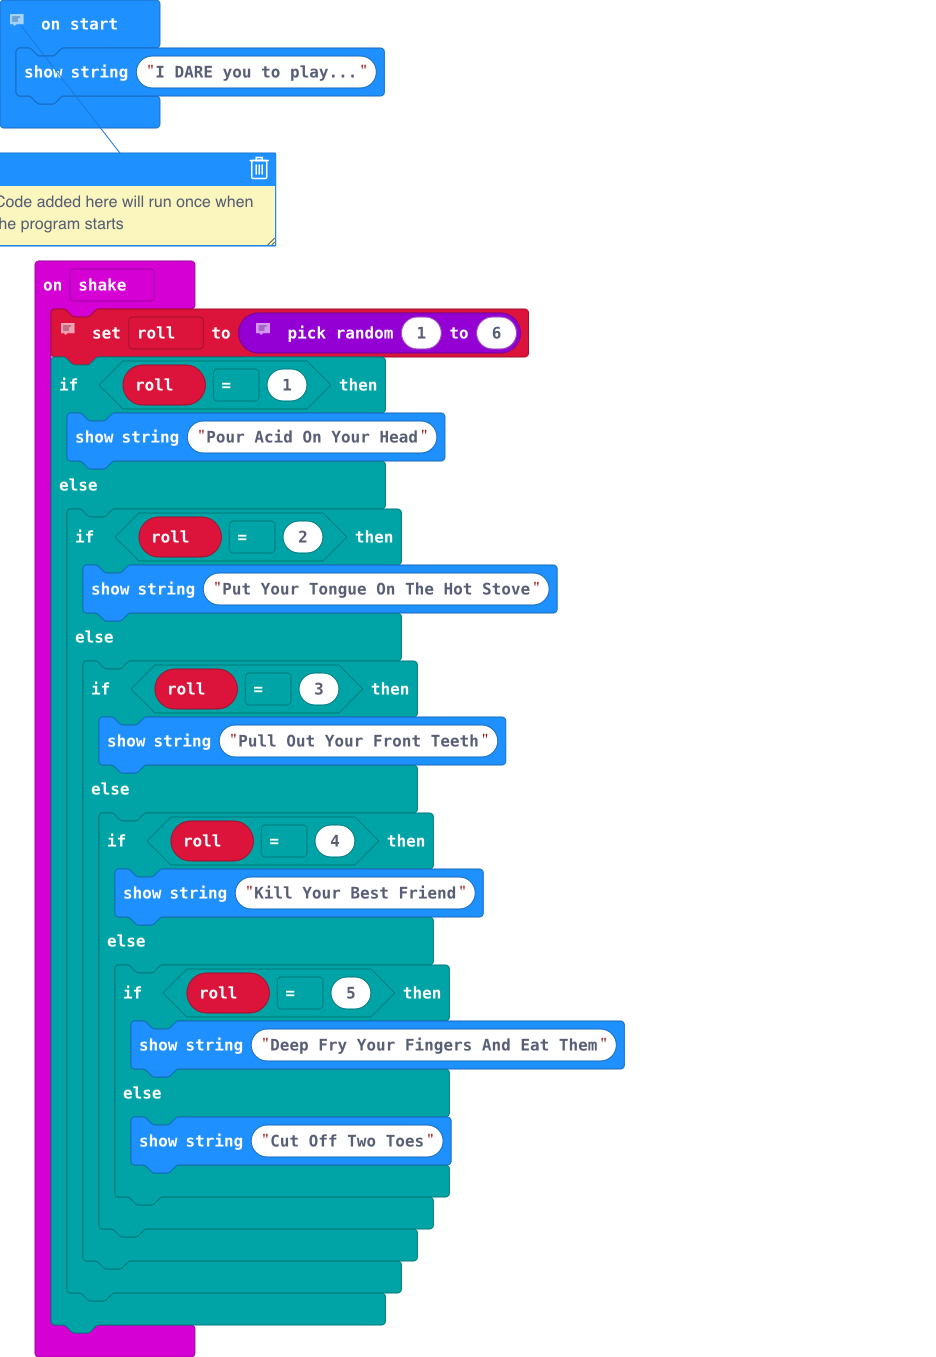 on start
show string "I DARE you to play..."
Code added here will run once when
he program starts
on shake
set roll to pick random 1 to 6
if roll = 1 then
show string "Pour Acid On Your Head"
else
if roll = 2 then
show string "Put Your Tongue On The Hot Stove"
else
if roll = 3 then
show string "Pull Out Your Front Teeth"
else
if roll = 4 then
show string "Kill Your Best Friend"
else
if roll = 5 then
show string "Deep Fry Your Fingers And Eat Them"
else
show string "Cut Off Two Toes"